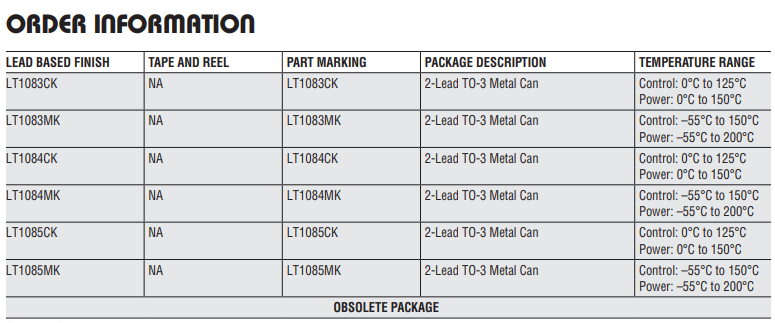 ORDER INFORMATION
LEAD BASED FINISH TAPE AND REEL PART MARKING PACKAGE DESCRIPTION TEMPERATURE RANGE
LT1083CK NA LT1083CK 2-Lead TO-3 Metal Can Control: 0°C to 125°C
Power: 0°C to 150°C
LT1083MK NA LT1083MK 2-Lead TO-3 Metal Can Control: –55°C to 150°C
Power: –55°C to 200°C
LT1084CK NA LT1084CK 2-Lead TO-3 Metal Can Control: 0°C to 125°C
Power: 0°C to 150°C
LT1084MK NA LT1084MK 2-Lead TO-3 Metal Can Control: –55°C to 150°C
Power: –55°C to 200°C
LT1085CK NA LT1085CK 2-Lead TO-3 Metal Can Control: 0°C to 125°C
Power: 0°C to 150°C
LT1085MK NA LT1085MK 2-Lead TO-3 Metal Can Control: –55°C to 150°C
Power: –55°C to 200°C
OBSOLETE PACKAGE